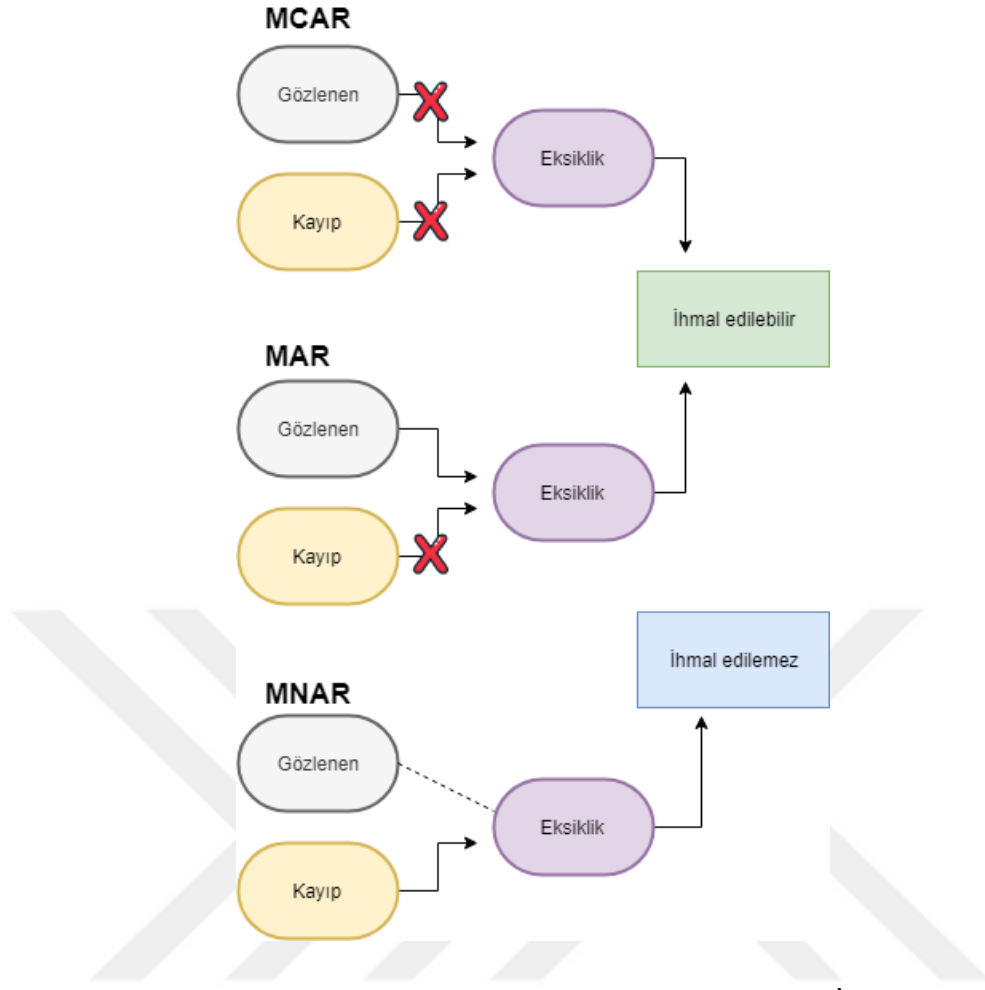 MCAR
Gözlenen
Eksiklik
Kayıp
İhmal edilebilir
MAR
Gözlenen
Eksiklik
Kayıp
İhmal edilemez
MNAR
Gözlenen
Eksiklik
Kayıp